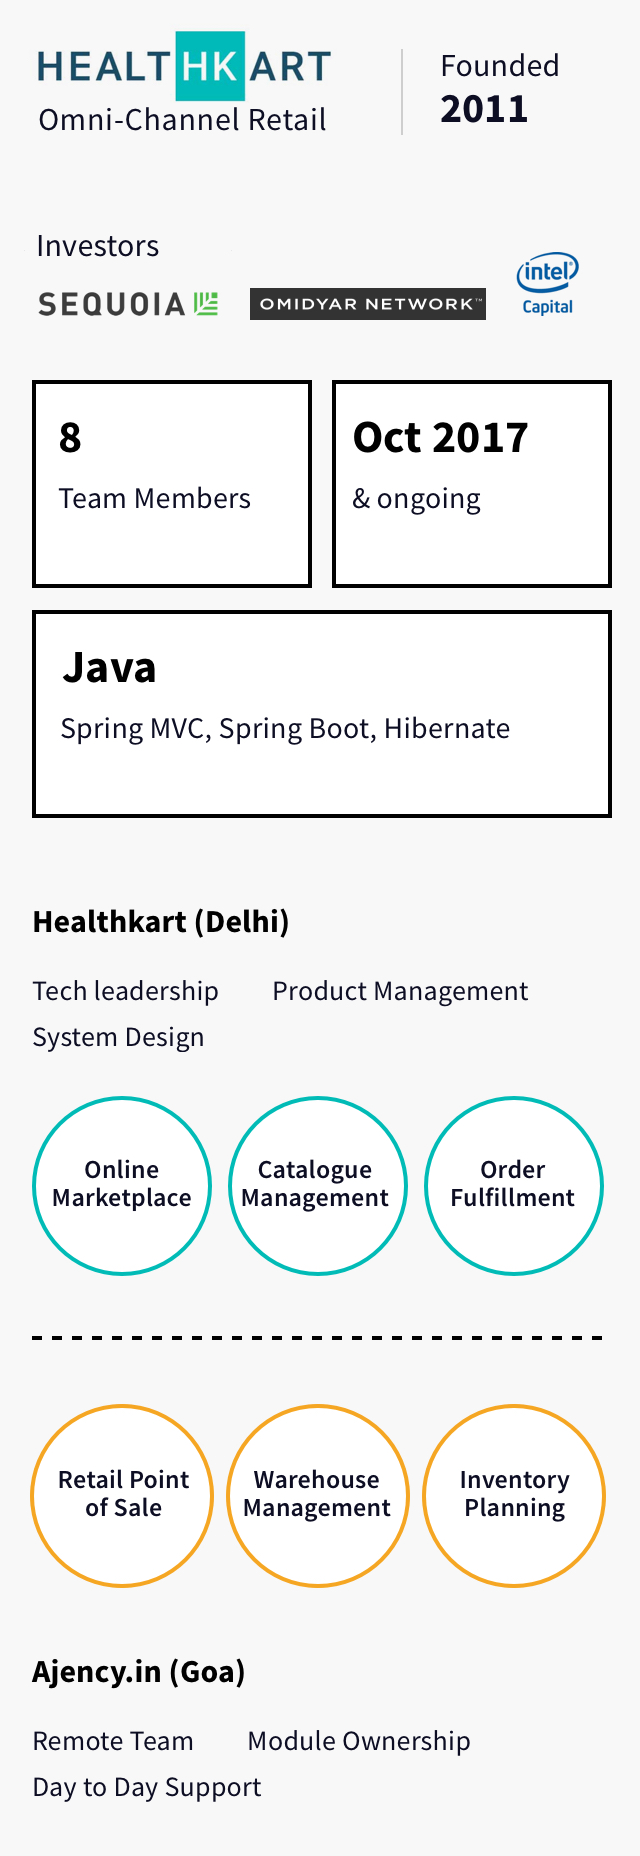 HEALTHKART
Omni-Channel Retail
Founded
2011
Investors
SEQUOIA
OMIDYAR NETWORK™
intel®
Capital
8
Team Members
Oct 2017
& ongoing
Java
Spring MVC, Spring Boot, Hibernate
Healthkart (Delhi)
Tech leadership Product Management
System Design
Online
Marketplace
Catalogue
Management
Order
Fulfillment
Retail Point
of Sale
Warehouse
Management
Inventory
Planning
Ajency.in (Goa)
Remote Team Module Ownership
Day to Day Support